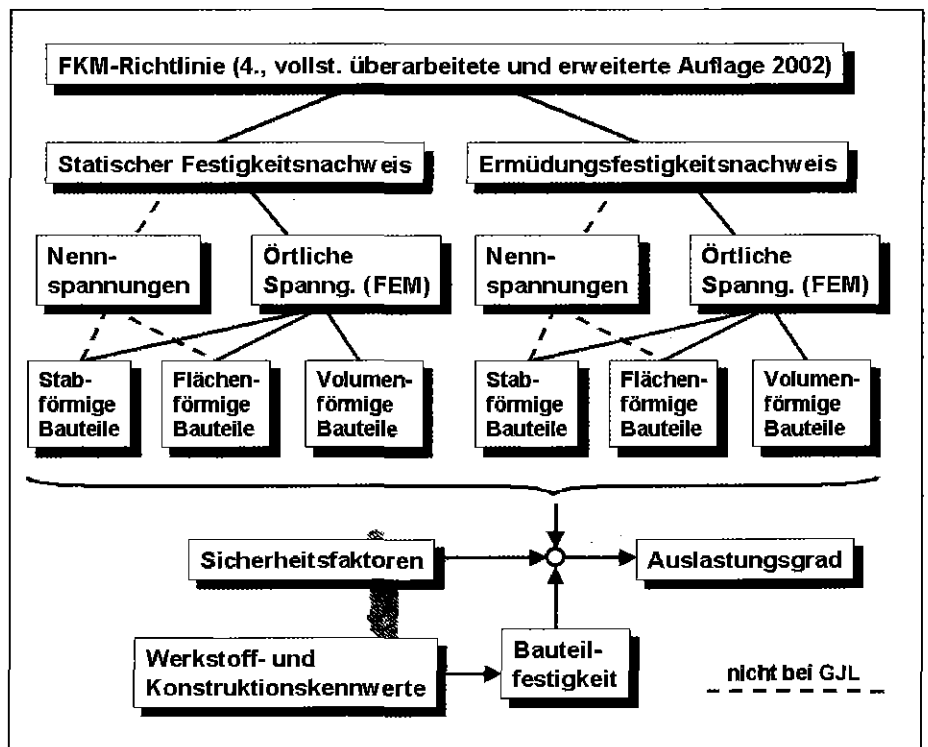 FKM-Richtlinie (4., vollst. überarbeitete und erweiterte Auflage 2002)
Statischer Festigkeitsnachweis
Ermüdungsfestigkeitsnachweis
Nenn-
spannungen
Örtliche
Spanng. (FEM)
Nenn-
spannungen
Örtliche
Spanng. (FEM)
Stab-
förmige
Bauteile
Flächen-
förmige
Bauteile
Volumen-
förmige
Bauteile
Stab-
förmige
Bauteile
Flächen-
förmige
Bauteile
Volumen-
förmige
Bauteile
Sicherheitsfaktoren
Auslastungsgrad
Werkstoff- und
Konstruktionskennwerte
Bauteil-
festigkeit
nicht bei GJL